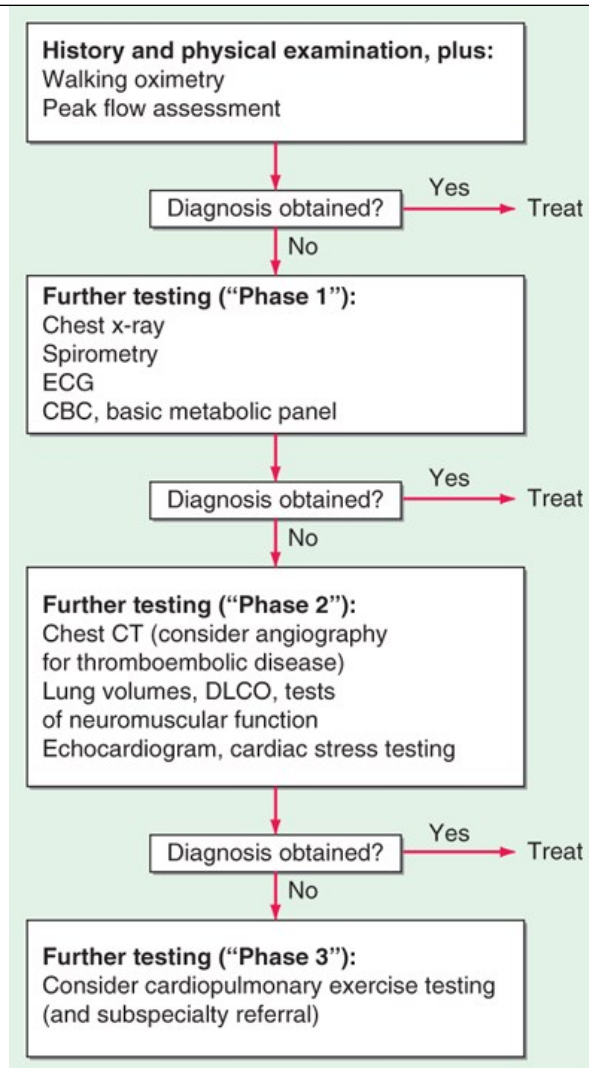 History and physical examination, plus:
Walking oximetry
Peak flow assessment
Diagnosis obtained?
Yes
Treat
No
Further testing (“Phase 1”):
Chest x-ray
Spirometry
ECG
CBC, basic metabolic panel
Diagnosis obtained?
Yes
Treat
No
Further testing (“Phase 2”):
Chest CT (consider angiography
for thromboembolic disease)
Lung volumes, DLCO, tests
of neuromuscular function
Echocardiogram, cardiac stress testing
Diagnosis obtained?
Yes
Treat
No
Further testing (“Phase 3”):
Consider cardiopulmonary exercise testing
(and subspecialty referral)